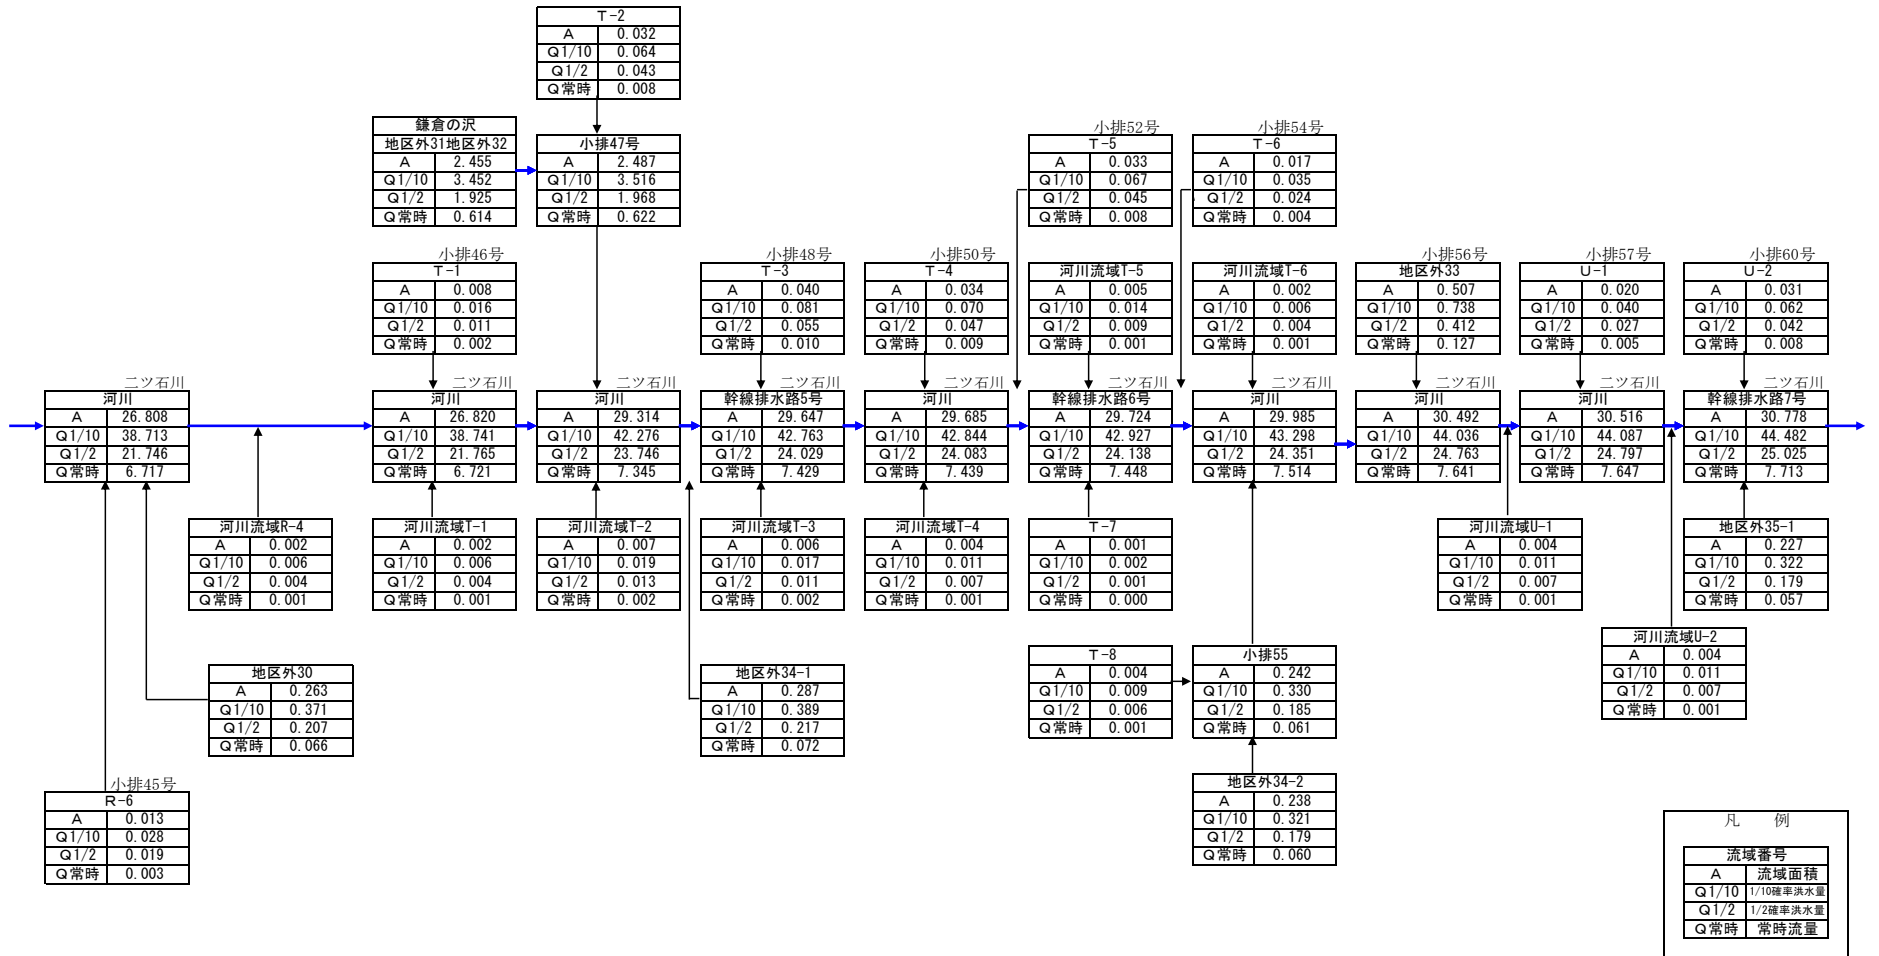 T-2
A 0.032
Q1/10 0.064
Q1/2 0.043
Q常時 0.008
鎌倉の沢
地区外31地区外32
A 2.455
Q1/10 3.452
Q1/2 1.925
Q常時 0.614
小排47号
A 2.487
Q1/10 3.516
Q1/2 1.968
Q常時 0.622
小排52号
T-5
A 0.033
Q1/10 0.067
Q1/2 0.045
Q常時 0.008
小排54号
T-6
A 0.017
Q1/10 0.035
Q1/2 0.024
Q常時 0.004
小排46号
T-1
A 0.008
Q1/10 0.016
Q1/2 0.011
Q常時 0.002
小排48号
T-3
A 0.040
Q1/10 0.081
Q1/2 0.055
Q常時 0.010
小排50号
T-4
A 0.034
Q1/10 0.070
Q1/2 0.047
Q常時 0.009
河川流域T-5
A 0.005
Q1/10 0.014
Q1/2 0.009
Q常時 0.001
河川流域T-6
A 0.002
Q1/10 0.006
Q1/2 0.004
Q常時 0.001
小排56号
地区外33
A 0.507
Q1/10 0.738
Q1/2 0.412
Q常時 0.127
小排57号
U-1
A 0.020
Q1/10 0.040
Q1/2 0.027
Q常時 0.005
小排60号
U-2
A 0.031
Q1/10 0.062
Q1/2 0.042
Q常時 0.008
二ツ石川
河川
A 26.808
Q1/10 38.713
Q1/2 21.746
Q常時 6.717
二ツ石川
河川
A 26.820
Q1/10 38.741
Q1/2 21.765
Q常時 6.721
二ツ石川
河川
A 29.314
Q1/10 42.276
Q1/2 23.746
Q常時 7.345
二ツ石川
幹線排水路5号
A 29.647
Q1/10 42.763
Q1/2 24.029
Q常時 7.429
二ツ石川
河川
A 29.685
Q1/10 42.844
Q1/2 24.083
Q常時 7.439
二ツ石川
幹線排水路6号
A 29.724
Q1/10 42.927
Q1/2 24.138
Q常時 7.448
二ツ石川
河川
A 29.985
Q1/10 43.298
Q1/2 24.351
Q常時 7.514
二ツ石川
河川
A 30.492
Q1/10 44.036
Q1/2 24.763
Q常時 7.641
二ツ石川
河川
A 30.516
Q1/10 44.087
Q1/2 24.797
Q常時 7.647
二ツ石川
幹線排水路7号
A 30.778
Q1/10 44.482
Q1/2 25.025
Q常時 7.713
河川流域R-4
A 0.002
Q1/10 0.006
Q1/2 0.004
Q常時 0.001
河川流域T-1
A 0.002
Q1/10 0.006
Q1/2 0.004
Q常時 0.001
河川流域T-2
A 0.007
Q1/10 0.019
Q1/2 0.013
Q常時 0.002
河川流域T-3
A 0.006
Q1/10 0.017
Q1/2 0.011
Q常時 0.002
河川流域T-4
A 0.004
Q1/10 0.011
Q1/2 0.007
Q常時 0.001
T-7
A 0.001
Q1/10 0.002
Q1/2 0.001
Q常時 0.000
河川流域U-1
A 0.004
Q1/10 0.011
Q1/2 0.007
Q常時 0.001
地区外35-1
A 0.227
Q1/10 0.322
Q1/2 0.179
Q常時 0.057
河川流域U-2
A 0.004
Q1/10 0.011
Q1/2 0.007
Q常時 0.001
地区外30
A 0.263
Q1/10 0.371
Q1/2 0.207
Q常時 0.066
地区外34-1
A 0.287
Q1/10 0.389
Q1/2 0.217
Q常時 0.072
T-8
A 0.004
Q1/10 0.009
Q1/2 0.006
Q常時 0.001
小排55
A 0.242
Q1/10 0.330
Q1/2 0.185
Q常時 0.061
小排45号
R-6
A 0.013
Q1/10 0.028
Q1/2 0.019
Q常時 0.003
地区外34-2
A 0.238
Q1/10 0.321
Q1/2 0.179
Q常時 0.060
凡 例
流域番号
A 流域面積
Q1/10 1/10確率洪水量
Q1/2 1/2確率洪水量
Q常時 常時流量